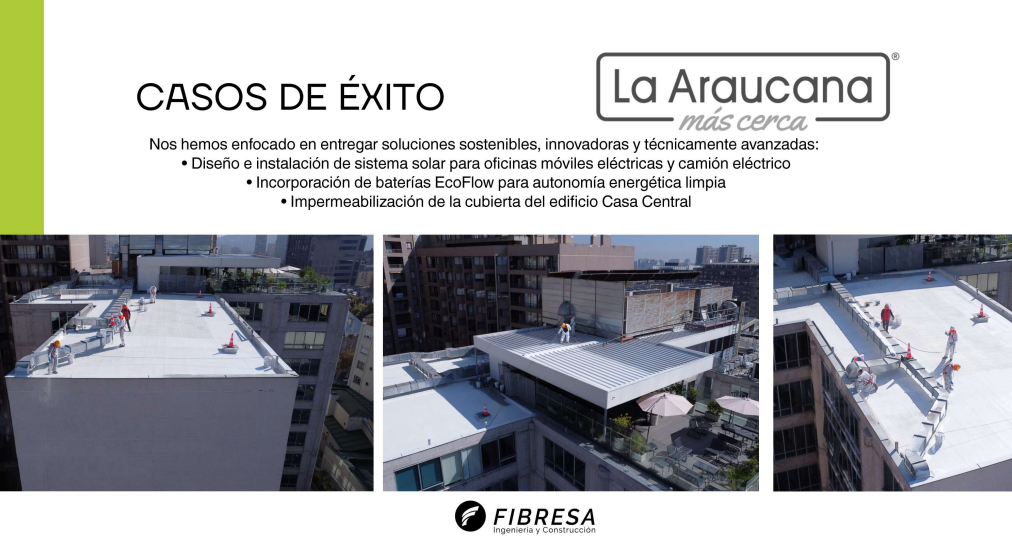 CASOS DE ÉXITO
La Araucana®
más cerca
Nos hemos enfocado en entregar soluciones sostenibles, innovadoras y técnicamente avanzadas:
• Diseño e instalación de sistema solar para oficinas móviles eléctricas y camión eléctrico
• Incorporación de baterías EcoFlow para autonomía energética limpia
• Impermeabilización de la cubierta del edificio Casa Central
FIBRESA
Ingeniería y Construcción